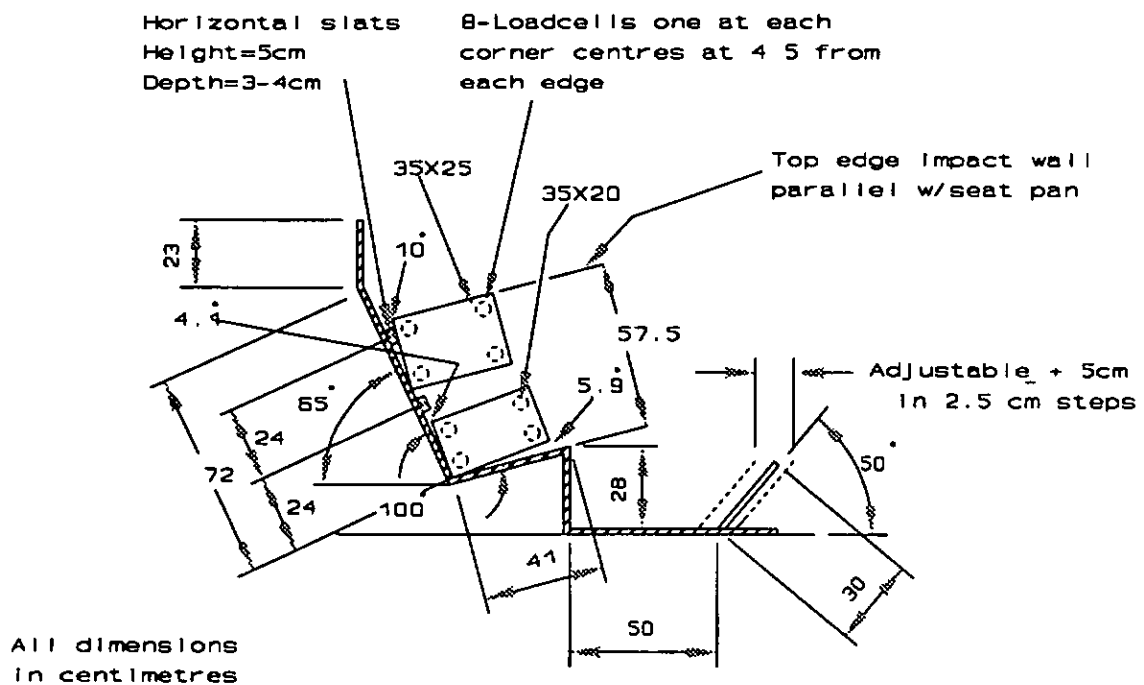 Horizontal slats
Height=5cm
Depth=3-4cm
8-Loadcells one at each
corner centres at 4 5 from
each edge
35X25
35X20
Top edge impact wall
parallel w/seat pan
23
10°
4.1°
57.5
5.9°
Adjustable ± 5cm
in 2.5 cm steps
65°
24
72
24
100°
28
50°
41
30
50
All dimensions
in centimetres